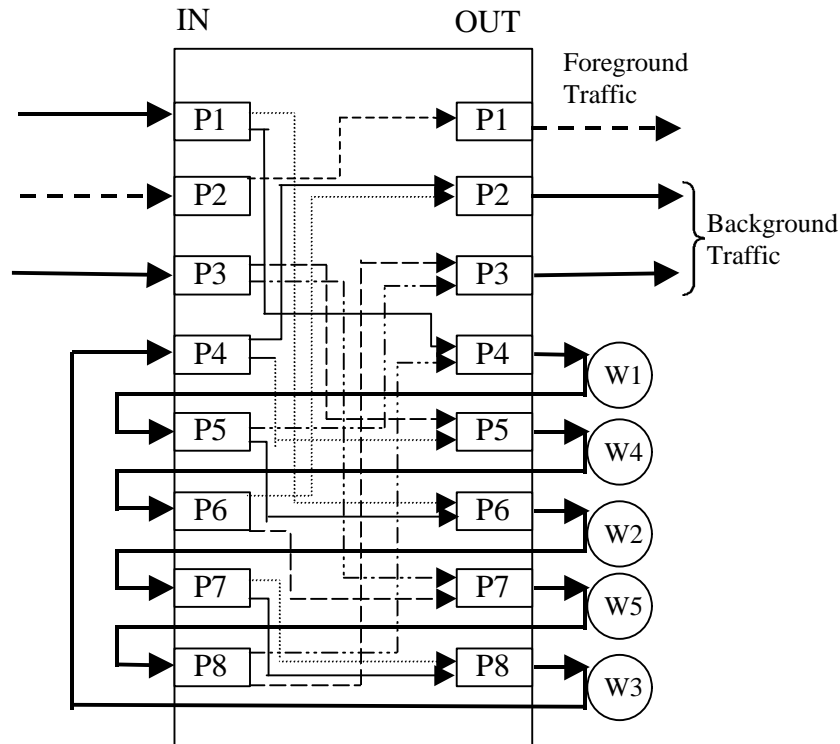 IN
OUT
Foreground
Traffic
P1
P1
P2
P2
Background
Traffic
P3
P3
P4
P4
W1
P5
P5
W4
P6
P6
W2
P7
P7
W5
P8
P8
W3